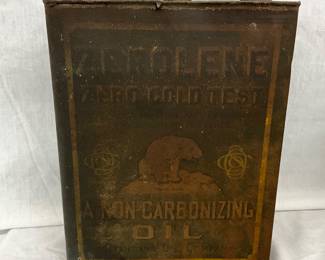 ZEROLENE
ZERO COLD TEST
A NON-CARBONIZING
OIL